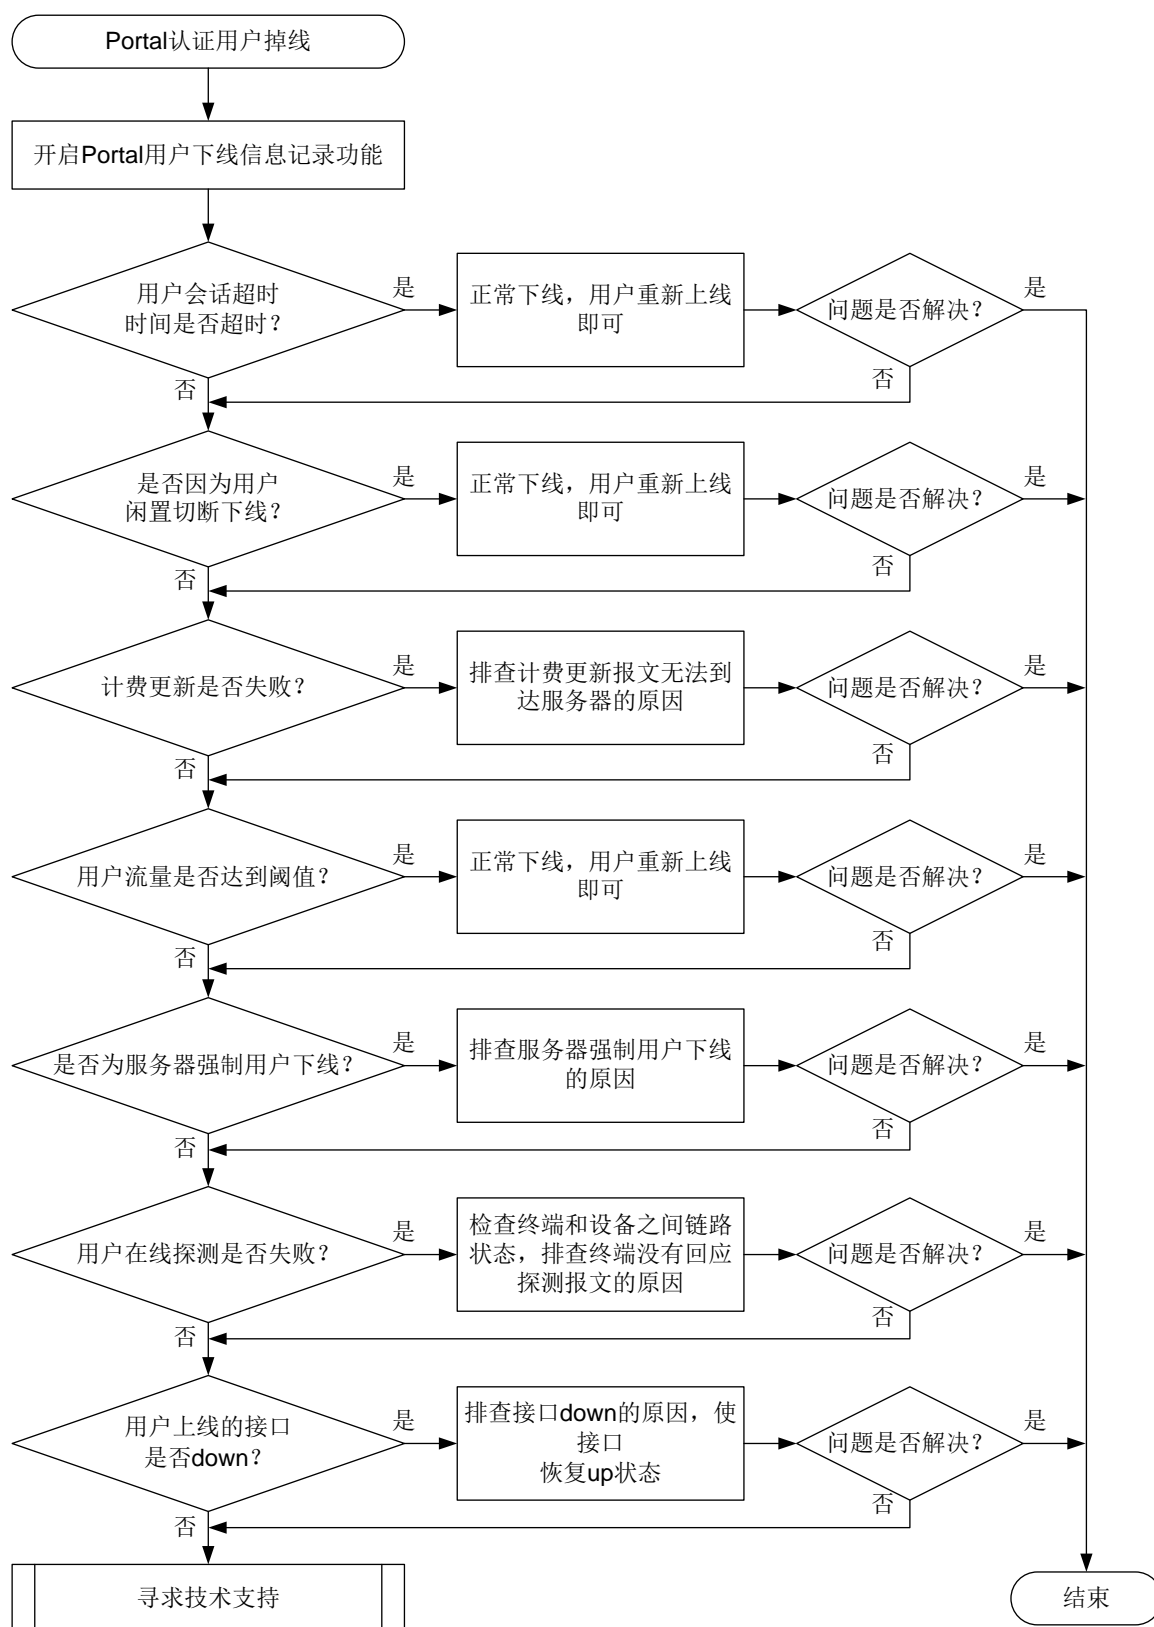 Portal认证用户掉线
开启Portal用户下线信息记录功能
用户会话超时
时间是否超时？
是
正常下线，用户重新上线
即可
问题是否解决？
是
否
否
是否因为用户
闲置切断下线？
是
正常下线，用户重新上线
即可
问题是否解决？
是
否
否
计费更新是否失败？
是
排查计费更新报文无法到
达服务器的原因
问题是否解决？
是
否
否
用户流量是否达到阈值？
是
正常下线，用户重新上线
即可
问题是否解决？
是
否
否
是否为服务器强制用户下线？
是
排查服务器强制用户下线
的原因
问题是否解决？
是
否
否
用户在线探测是否失败？
是
检查终端和设备之间链路
状态，排查终端没有回应
探测报文的原因
问题是否解决？
是
否
否
用户上线的接口
是否down？
是
排查接口down的原因，使
接口
恢复up状态
问题是否解决？
是
否
否
寻求技术支持
结束